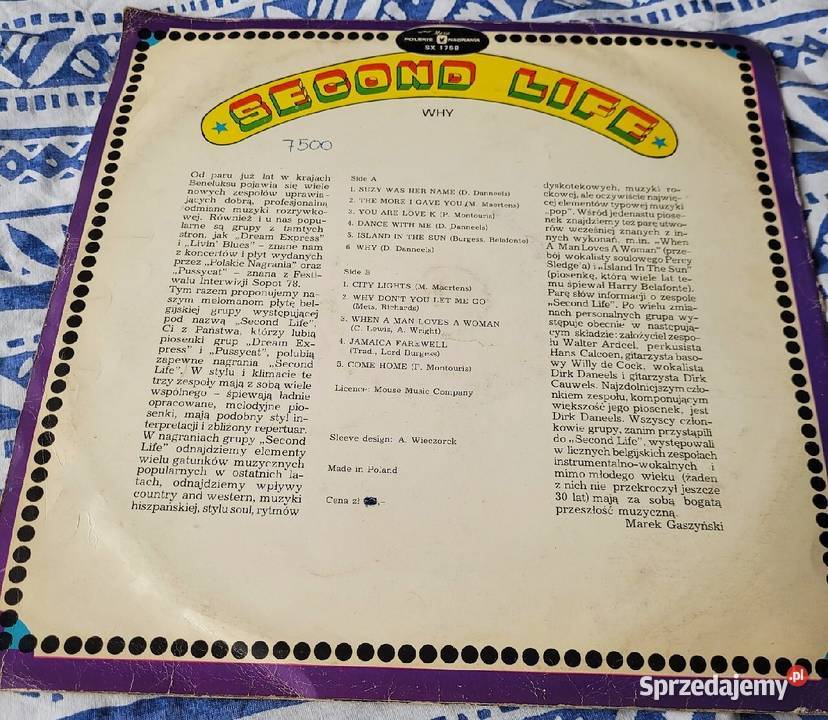 Muza
POLSKIE NAGRANIA
SX 1768
SECOND LIFE
WHY
7500
Od paru już lat w krajach
Beneluksu pojawia się wiele
nowych zespołów uprawia-
jących dobrą, profesjonalną
odmianę muzyki rozrywko-
wej. Również i u nas popu-
larne są grupy z tamtych
stron, jak „Dream Express"
i „Livin' Blues" – znane nam
z koncertów i płyt wydanych
przez „Polskie Nagrania" oraz
„Pussycat" – znana z Festi-
walu Interwizji Sopot 78.
Tym razem proponujemy na-
szym melomanom płytę bel-
gijskiej grupy występującej
pod nazwą „Second Life".
Ci z Państwa, którzy lubią
piosenki grup „Dream Ex-
press" i „Pussycat", polubią
zapewne nagrania „Second
Life". W stylu i klimacie te
trzy zespoły mają z sobą wiele
wspólnego – śpiewają ładnie
opracowane, melodyjne pio-
senki, mają podobny styl in-
terpretacji i zbliżony repertuar.
W nagraniach grupy „Second
Life" odnajdziemy elementy
wielu gatunków muzycznych
popularnych w ostatnich la-
tach, odnajdziemy wpływy
country and western, muzyki
hiszpańskiej, stylu soul, rytmów
Side A
1. SUZY WAS HER NAME (D. Danneels)
2. THE MORE I GAVE YOU (M. Maertens)
3. YOU ARE LOVE K (P. Montouris)
4. DANCE WITH ME (D. Danneels)
5. ISLAND IN THE SUN (Burgess, Belafonte)
6 WHY (D. Danneels)
Side B
1. CITY LIGHTS (M. Maertens)
2. WHY DON'T YOU LET ME GO
(Mets, Richards)
3. WHEN A MAN LOVES A WOMAN
(C. Lewis, A. Wright)
4. JAMAICA FAREWELL
(Trad., Lord Burgess)
5. COME HOME (P. Montouris)
Licence: Mouse Music Company
Sleeve design: A. Wieczorek
Made in Poland
Cena zł ,–
dyskotekowych, muzyki ro-
ckowej, ale oczywiście najwię-
cej elementów typowej muzyki
„pop". Wśród jedenastu piose-
nek znajdziemy też parę utwo-
rów wcześniej znanych z in-
nych wykonań, m.in. „When
A Man Loves A Woman" (prze-
bój wokalisty soulowego Percy
Sledge'a) i „Island In The Sun"
(piosenkę, którą wiele lat te-
mu śpiewał Harry Belafonte).
Parę słów informacji o zespole
„Second Life". Po wielu zmia-
nach personalnych grupa wy-
stępuje obecnie w następują-
cym składzie: założyciel zespo-
łu Walter Ardeel, perkusista
Hans Calcoen, gitarzysta baso-
wy Willy de Cock, wokalista
Dirk Daneels i gitarzysta Dirk
Cauwels. Najzdolniejszym czło-
nkiem zespołu, komponującym
większość jego piosenek, jest
Dirk Daneels. Wszyscy człon-
kowie grupy, zanim przystąpili
do „Second Life", występowali
w licznych belgijskich zespołach
instrumentalno-wokalnych i
mimo młodego wieku (żaden
z nich nie przekroczył jeszcze
30 lat) mają za sobą bogatą
przeszłość muzyczną.
Marek Gaszyński
Sprzedajemy.pl